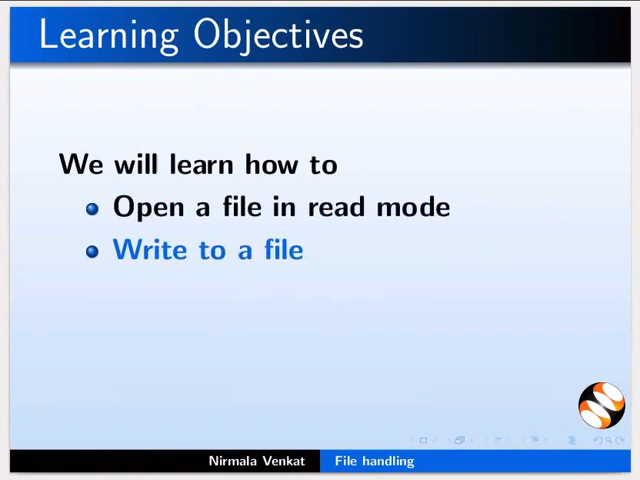 Learning Objectives
We will learn how to
Open a file in read mode
Write to a file
Nirmala Venkat
File handling